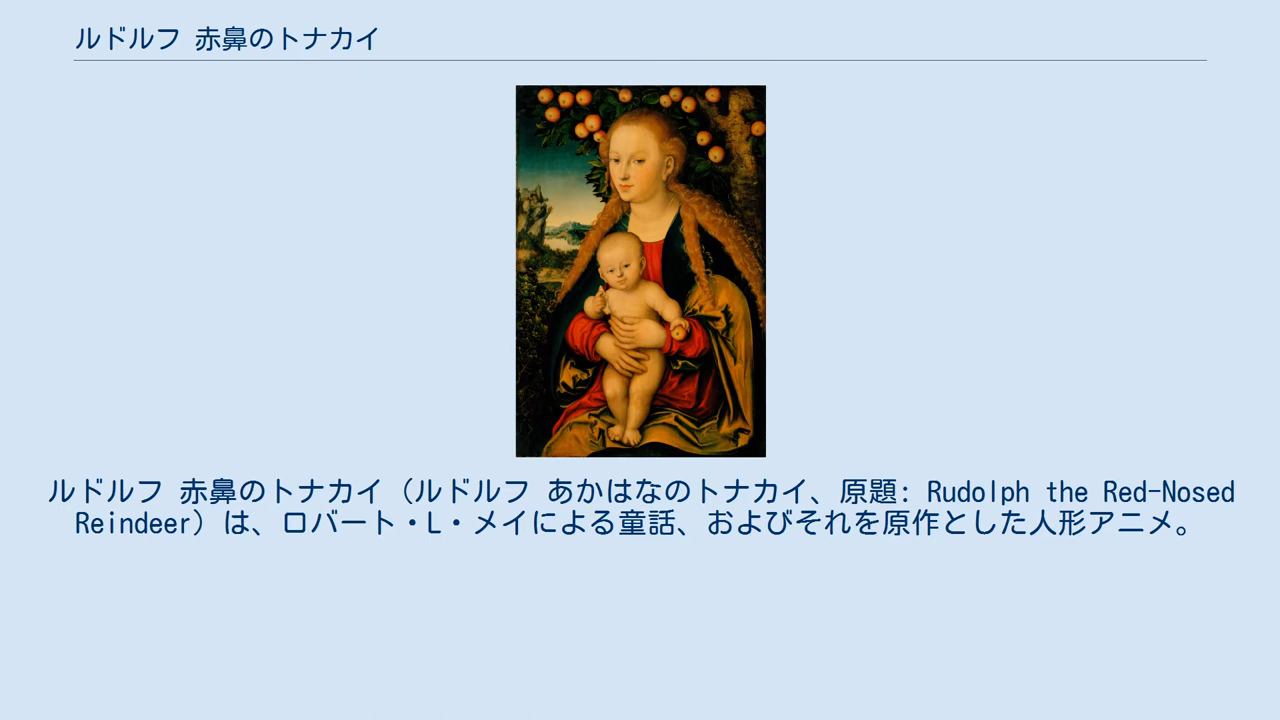 ルドルフ 赤鼻のトナカイ
ルドルフ 赤鼻のトナカイ（ルドルフ あかはなのトナカイ、原題: Rudolph the Red-Nosed
Reindeer）は、ロバート・L・メイによる童話、およびそれを原作とした人形アニメ。